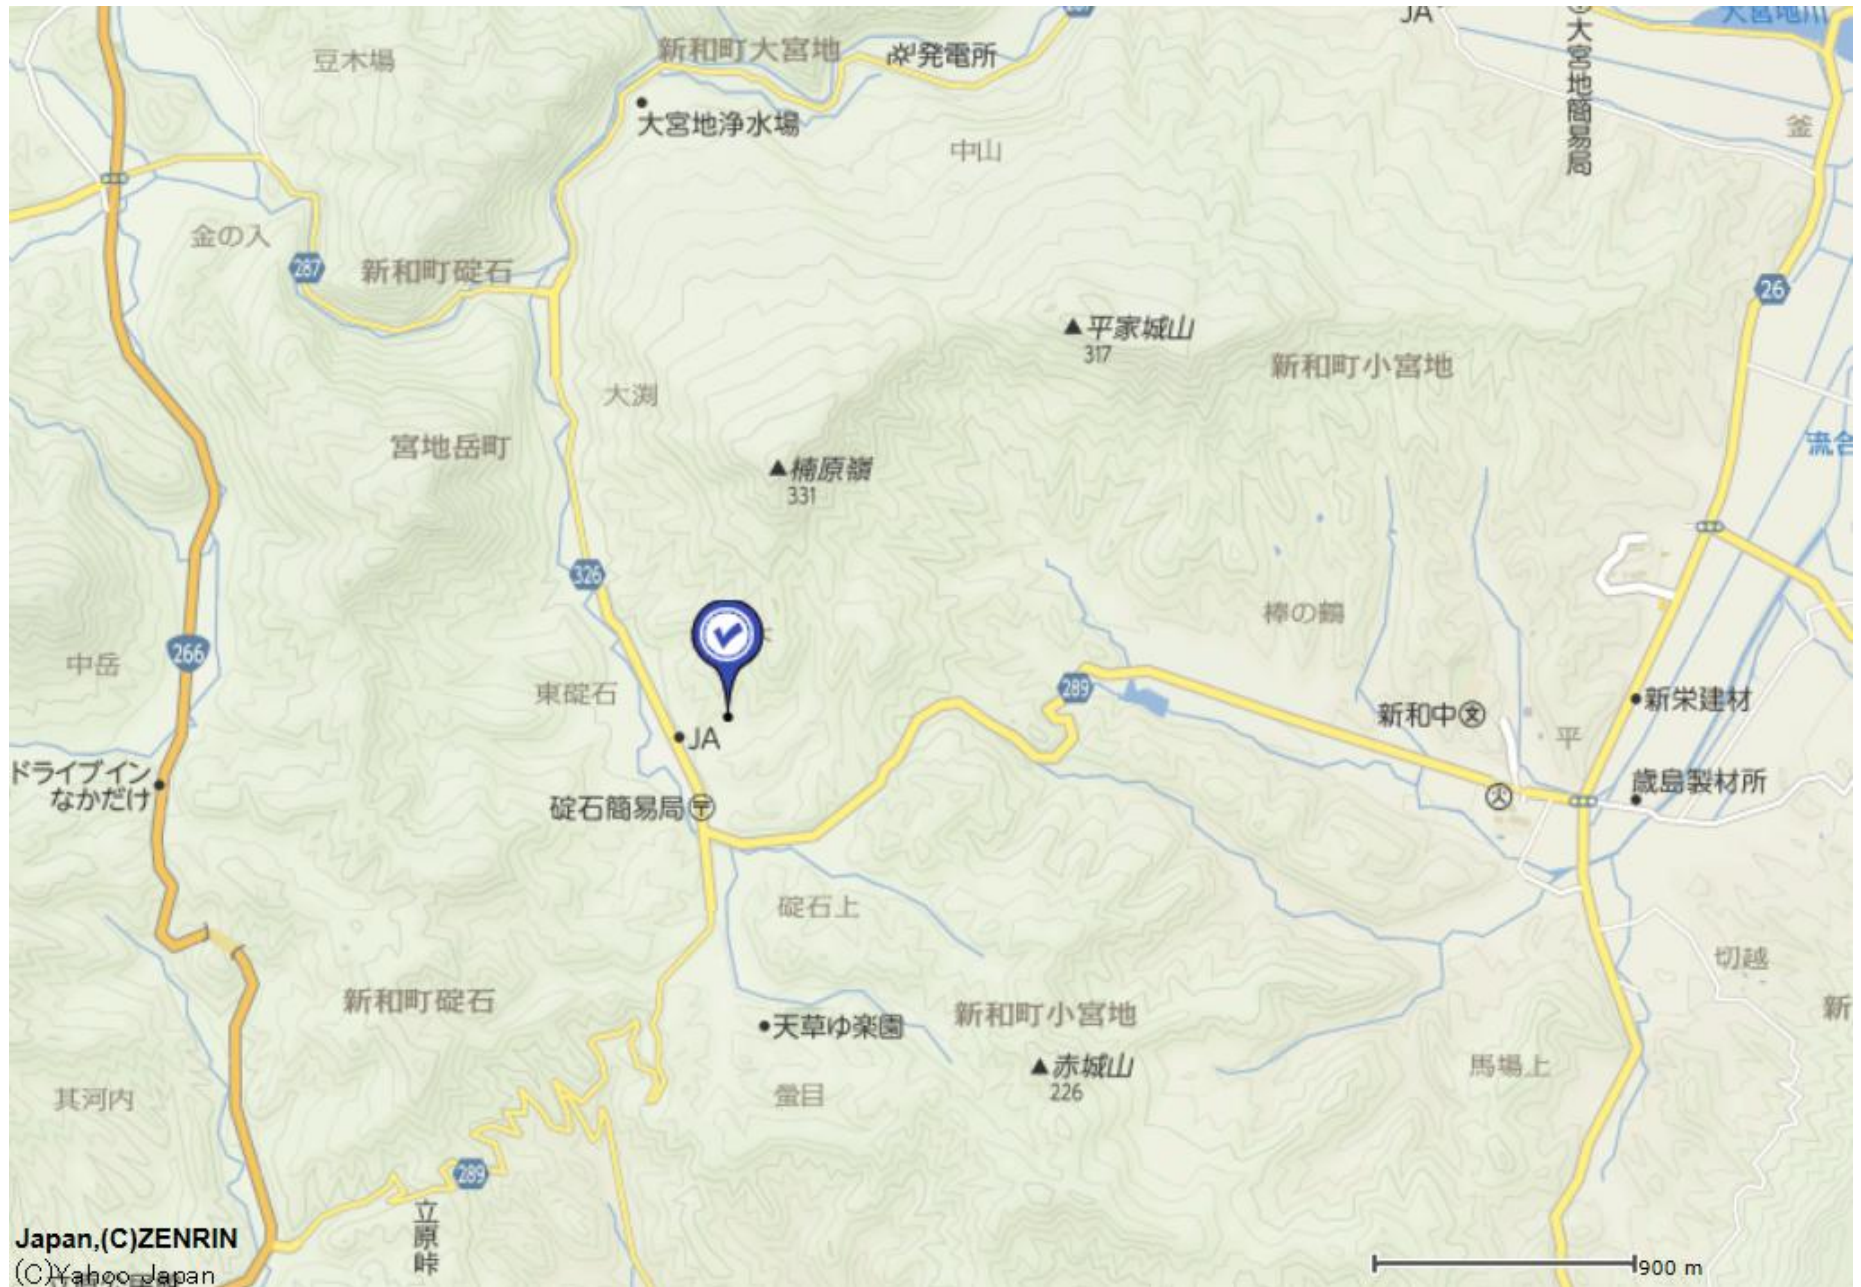 JA
大宮地川
新和町大宮地
発電所
豆木場
大宮地簡易局
大宮地浄水場
釜
中山
金の入
287
新和町碇石
26
平家城山
317
新和町小宮地
大渕
宮地岳町
流合
楠原嶺
331
326
棒の鶴
266
中岳
東碇石
289
新和中
文
新栄建材
平
JA
ドライブイン
なかだけ
歳島製材所
碇石簡易局
碇石上
切越
新和町碇石
新和町小宮地
新
天草ゆ楽園
赤城山
226
馬場上
其河内
螢目
289
立原峠
Japan,(C)ZENRIN
(C)Yahoo Japan
900 m